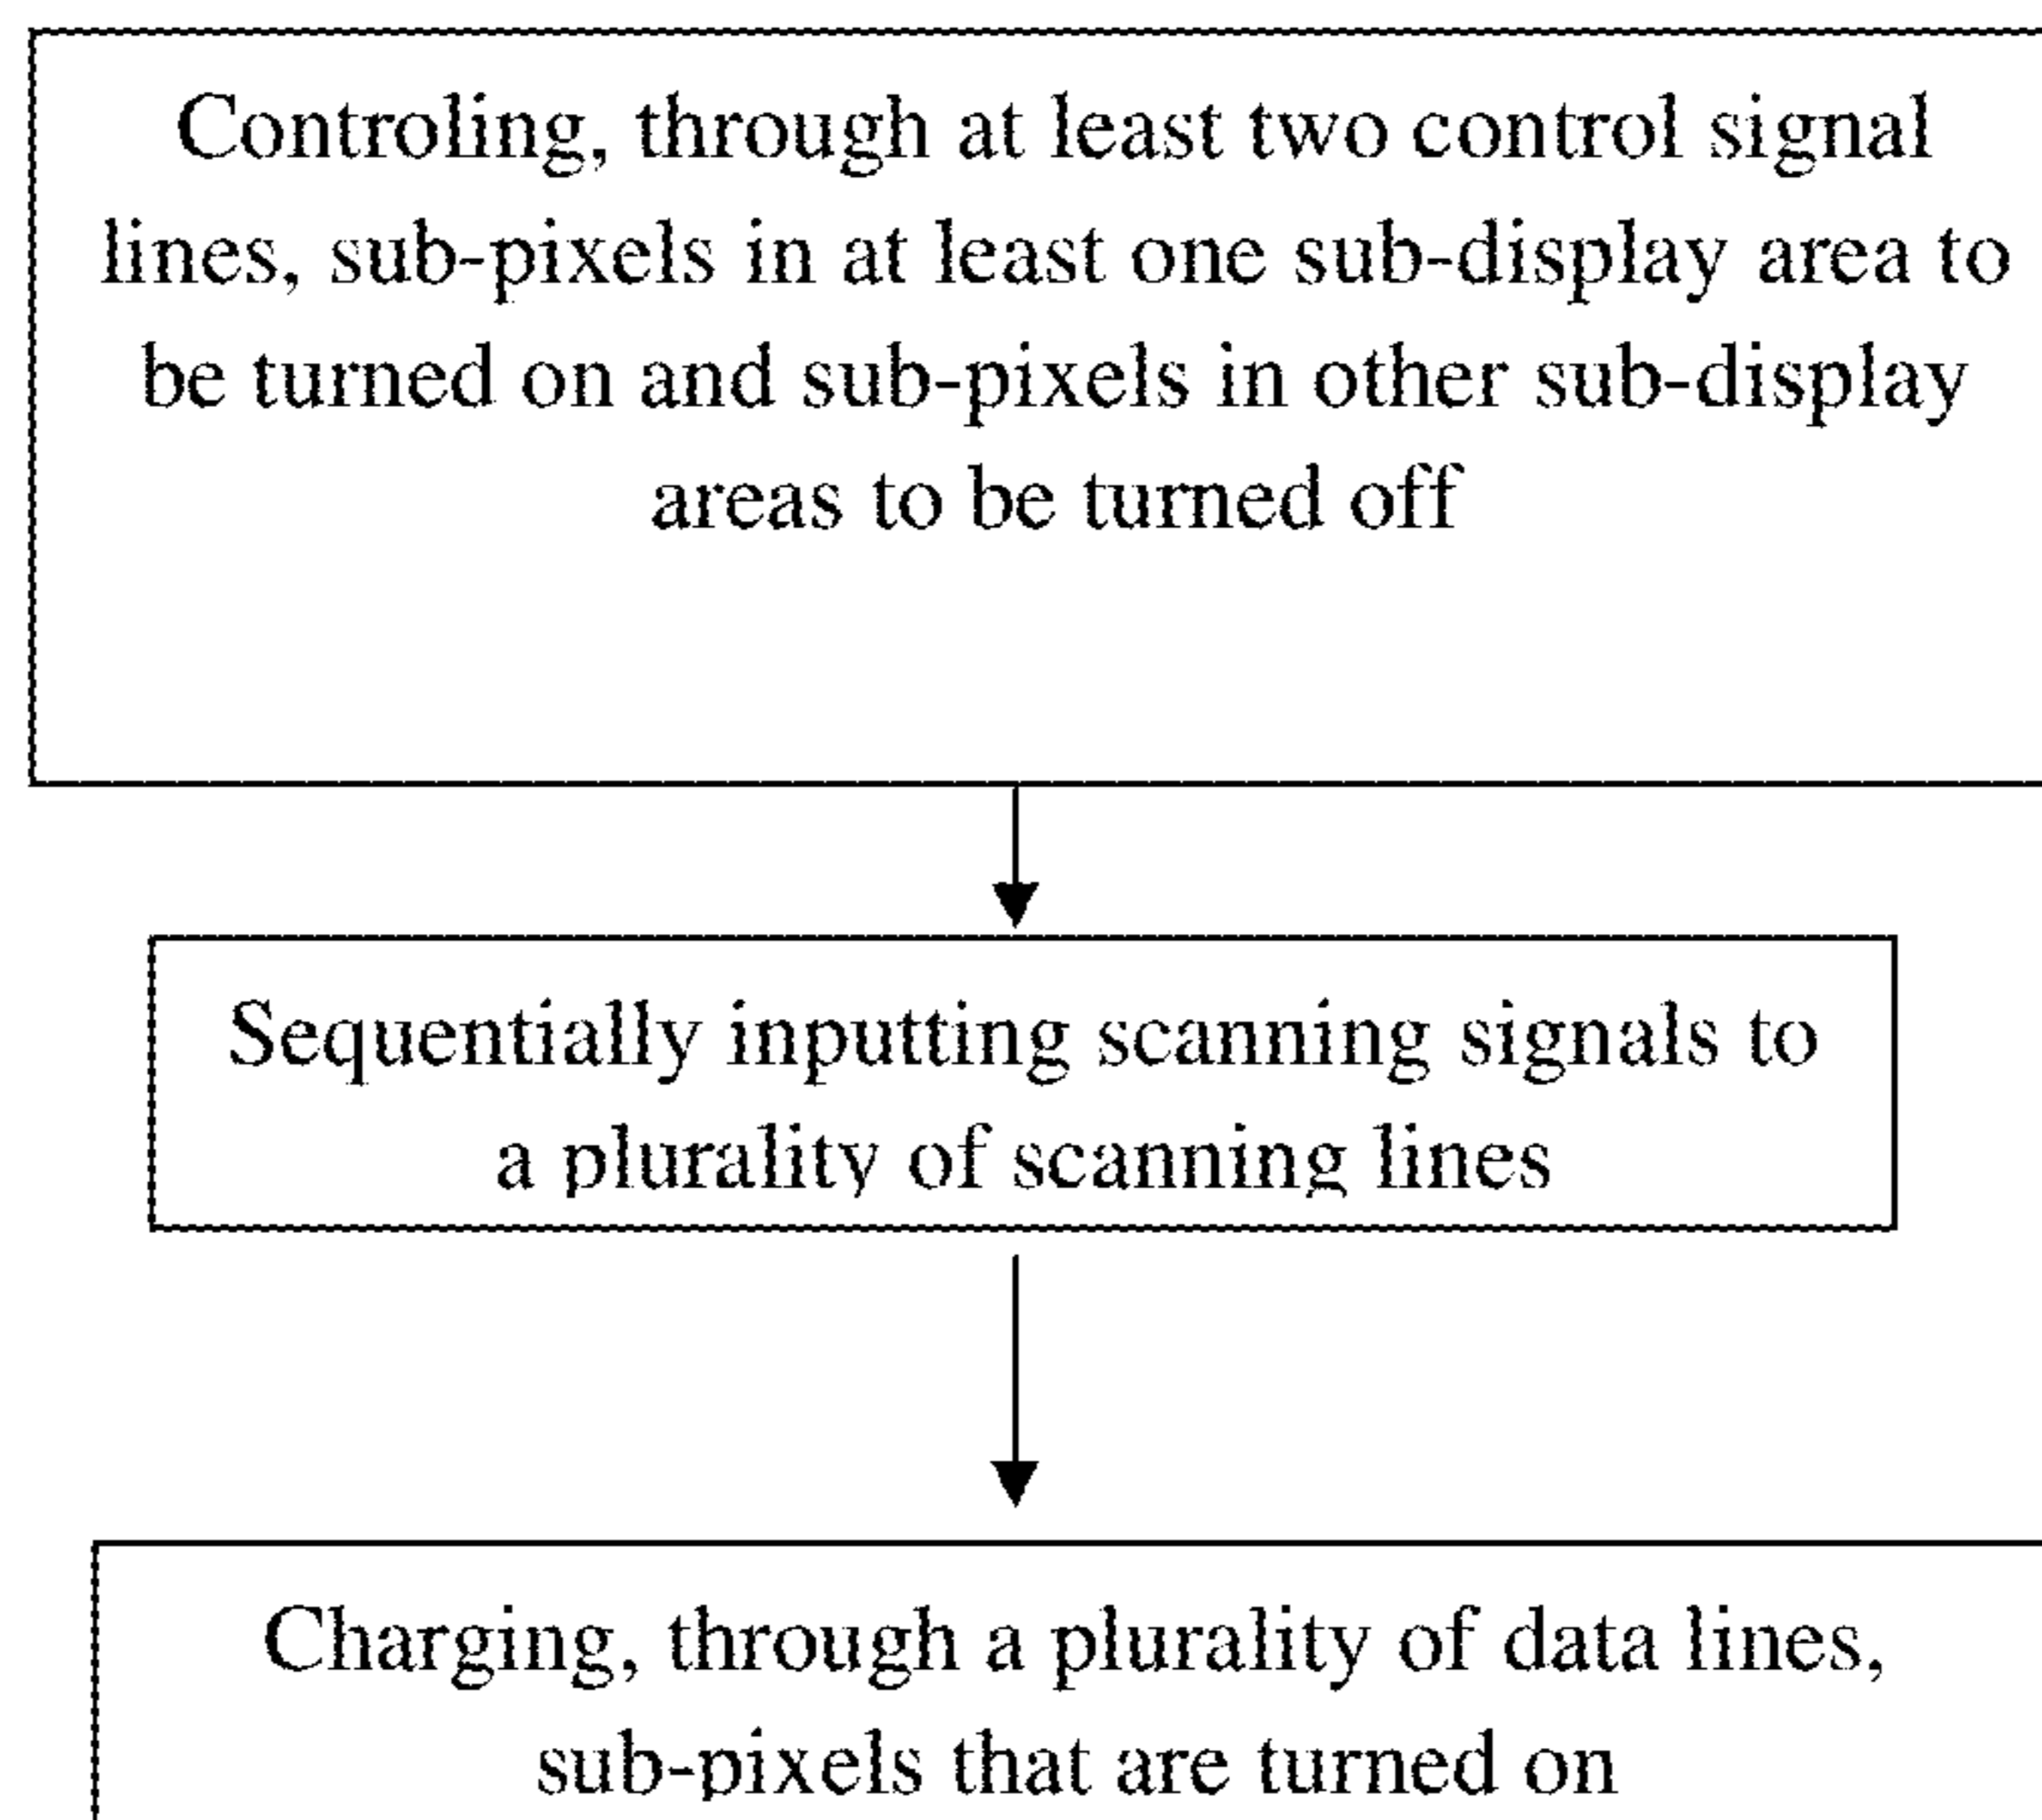 Controling, through at least two control signal
lines, sub-pixels in at least one sub-display area to
be turned on and sub-pixels in other sub-display
areas to be turned off
Sequentially inputting scanning signals to
a plurality of scanning lines
Charging, through a plurality of data lines,
sub-pixels that are turned on